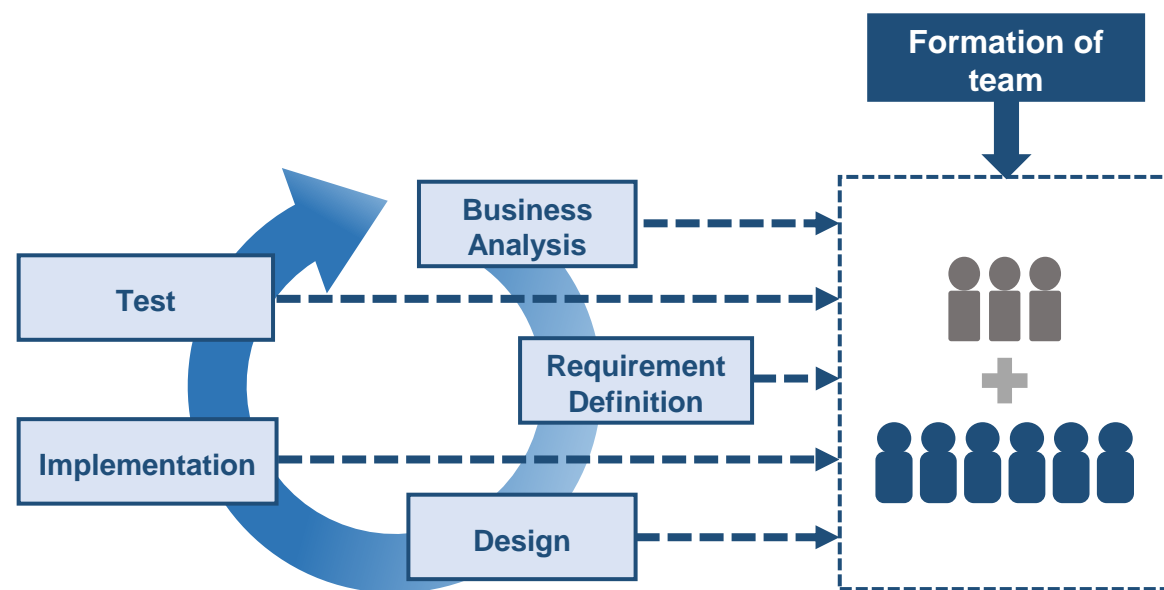 Formation of
team
Business
Analysis
Test
Requirement
Definition
Implementation
Design